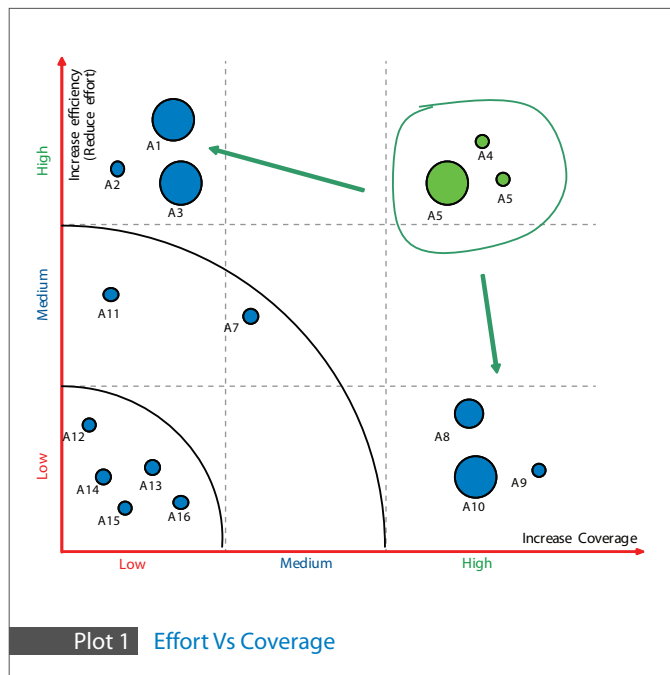 Increase efficiency
(Reduce effort)
High
Medium
Low
A1
A2
A3
A4
A5
A5
A11
A7
A12
A13
A14
A15
A16
A8
A9
A10
Increase Coverage
Low
Medium
High
Plot 1
Effort Vs Coverage